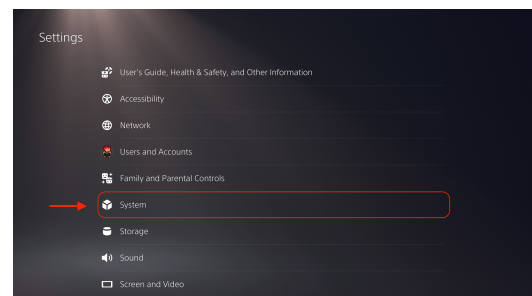 Settings
User's Guide, Health & Safety, and Other Information
Accessibility
Network
Users and Accounts
Family and Parental Controls
System
Storage
Sound
Screen and Video